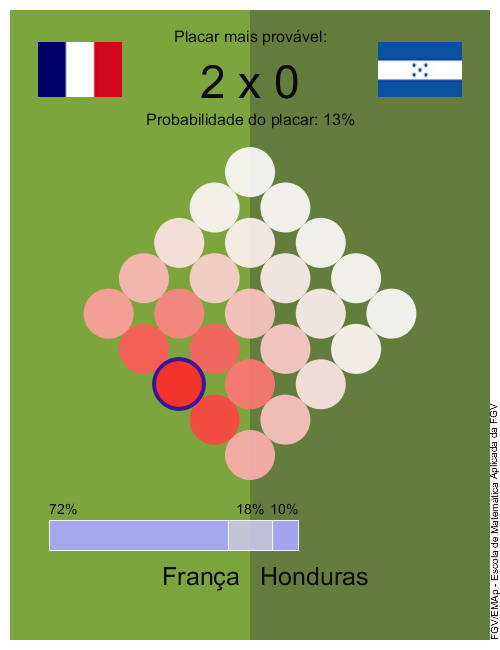 Placar mais provável:
2 x 0
Probabilidade do placar: 13%
72% 18% 10%
França Honduras
FGV/EMAp - Escola de Matemática Aplicada da FGV